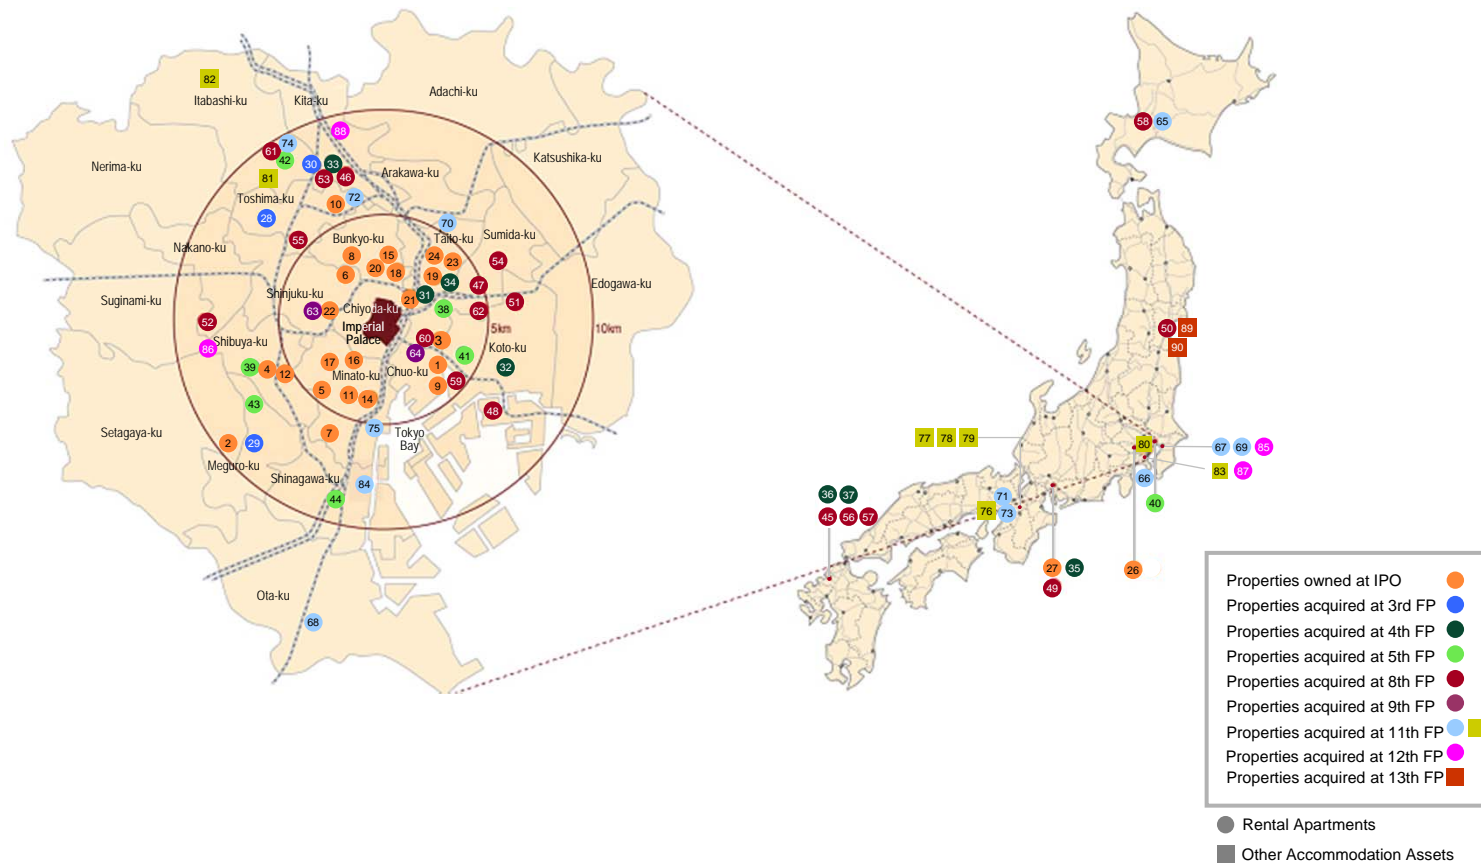 82
Itabashi-ku
Kita-ku
Adachi-ku
88
74
61
42
30
33
53
46
81
Nerima-ku
Arakawa-ku
Katsushika-ku
Toshima-ku
10
72
28
70
Nakano-ku
55
Bunkyo-ku
Taito-ku
Sumida-ku
8
15
24
23
54
6
20
18
19
34
47
Edogawa-ku
Suginami-ku
Shinjuku-ku
21
31
51
63
22
Chiyoda-ku
38
62
52
Imperial
Palace
5km
10km
Shibuya-ku
60
3
86
64
41
Koto-ku
39
4
12
17
16
Chuo-ku
1
32
Minato-ku
5
11
14
9
59
43
48
Setagaya-ku
7
75
Tokyo
Bay
2
29
Meguro-ku
Shinagawa-ku
84
44
Ota-ku
68
58
65
50
89
90
77
78
79
80
67
69
85
83
87
66
40
36
37
45
56
57
71
76
73
27
35
49
26
Properties owned at IPO
Properties acquired at 3rd FP
Properties acquired at 4th FP
Properties acquired at 5th FP
Properties acquired at 8th FP
Properties acquired at 9th FP
Properties acquired at 11th FP
Properties acquired at 12th FP
Properties acquired at 13th FP
Rental Apartments
Other Accommodation Assets